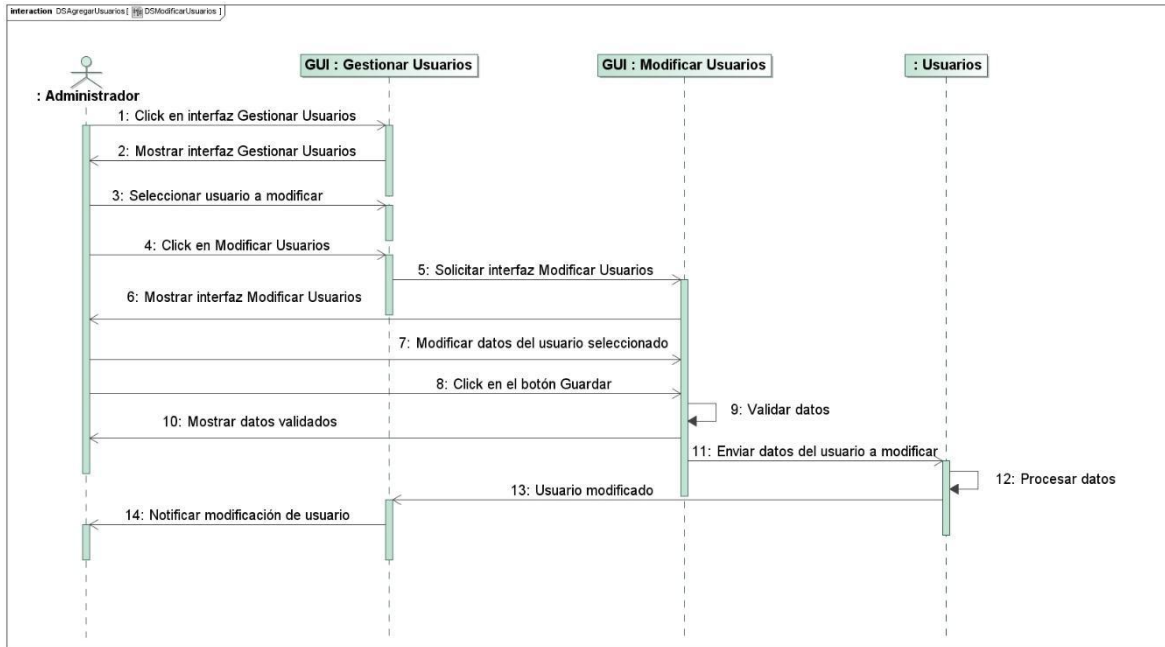 interaction DSAgregarUsuarios [ DSModificarUsuarios ]
GUI : Gestionar Usuarios
GUI : Modificar Usuarios
: Usuarios
: Administrador
1: Click en interfaz Gestionar Usuarios
2: Mostrar interfaz Gestionar Usuarios
3: Seleccionar usuario a modificar
4: Click en Modificar Usuarios
5: Solicitar interfaz Modificar Usuarios
6: Mostrar interfaz Modificar Usuarios
7: Modificar datos del usuario seleccionado
8: Click en el botón Guardar
9: Validar datos
10: Mostrar datos validados
11: Enviar datos del usuario a modificar
12: Procesar datos
13: Usuario modificado
14: Notificar modificación de usuario